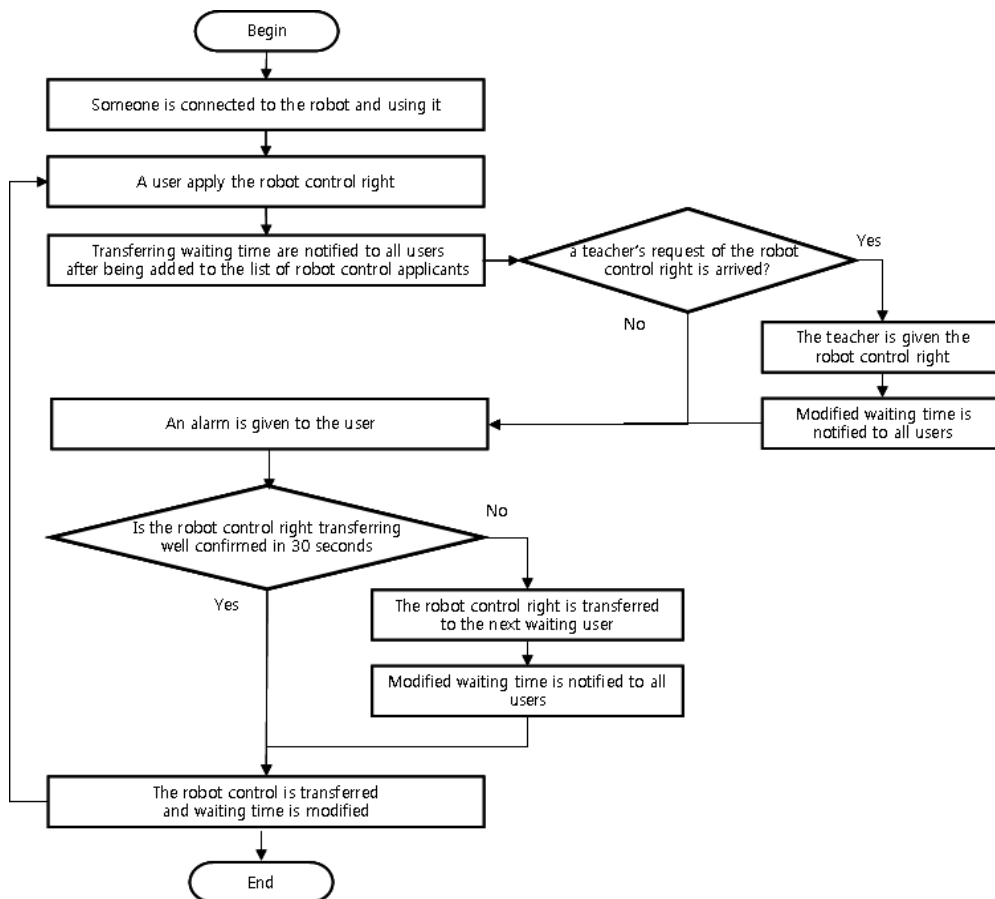 Begin
Someone is connected to the robot and using it
A user apply the robot control right
Transferring waiting time are notified to all users
after being added to the list of robot control applicants
a teacher's request of the robot
control right is arrived?
Yes
No
The teacher is given the
robot control right
Modified waiting time is
notified to all users
An alarm is given to the user
Is the robot control right transferring
well confirmed in 30 seconds
No
Yes
The robot control right is transferred
to the next waiting user
Modified waiting time is notified to all
users
The robot control is transferred
and waiting time is modified
End